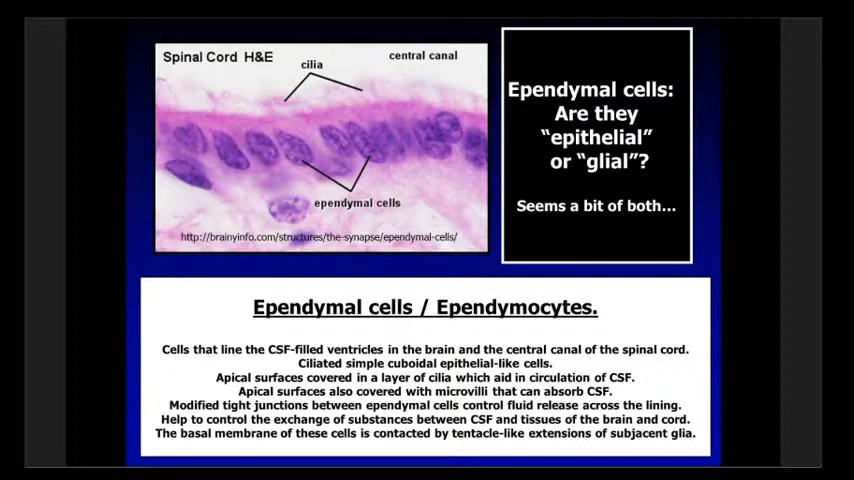 Spinal Cord H&E
cilia
central canal
ependymal cells
http://brainyinfo.com/structures/the-synapse/ependymal-cells/
Ependymal cells:
Are they
“epithelial”
or “glial”?
Seems a bit of both...
Ependymal cells / Ependymocytes.
Cells that line the CSF-filled ventricles in the brain and the central canal of the spinal cord.
Ciliated simple cuboidal epithelial-like cells.
Apical surfaces covered in a layer of cilia which aid in circulation of CSF.
Apical surfaces also covered with microvilli that can absorb CSF.
Modified tight junctions between ependymal cells control fluid release across the lining.
Help to control the exchange of substances between CSF and tissues of the brain and cord.
The basal membrane of these cells is contacted by tentacle-like extensions of subjacent glia.